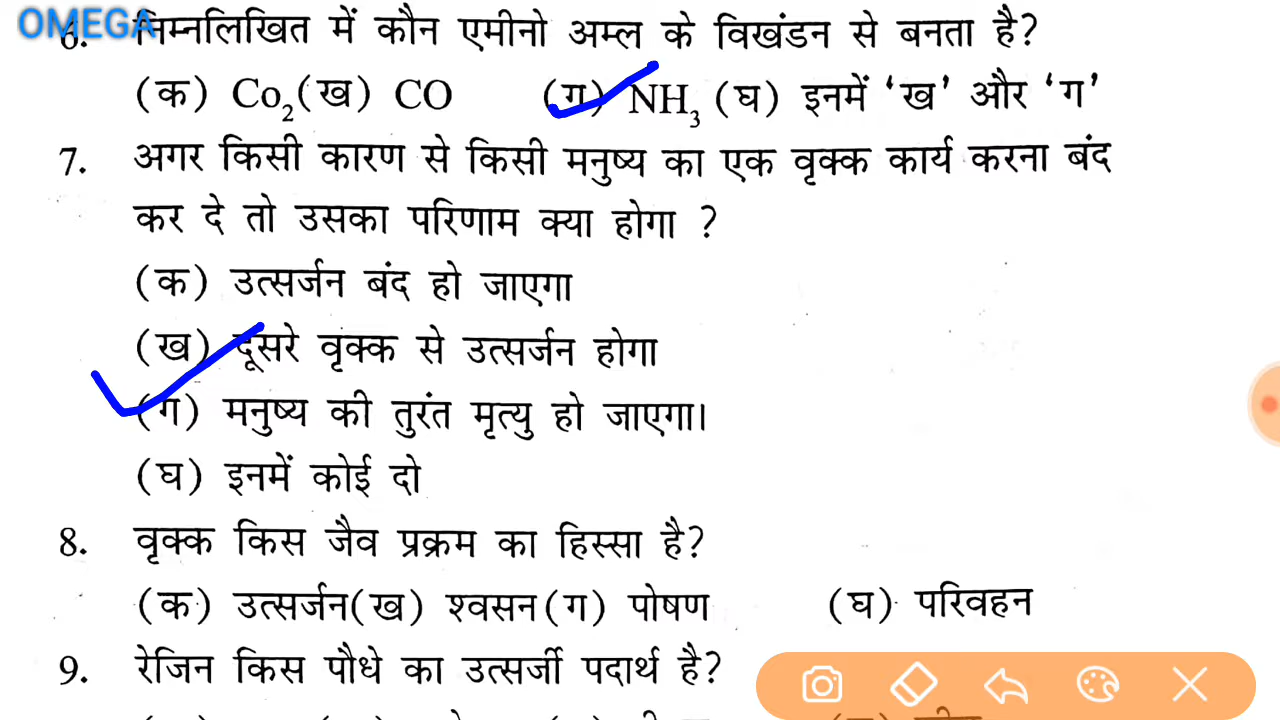 OMEGA
6. निम्नलिखित में कौन एमीनो अम्ल के विखंडन से बनता है?
(क) Co2 (ख) CO (ग) NH3 (घ) इनमें 'ख' और 'ग'
7. अगर किसी कारण से किसी मनुष्य का एक वृक्क कार्य करना बंद
कर दे तो उसका परिणाम क्या होगा ?
(क) उत्सर्जन बंद हो जाएगा
(ख) दूसरे वृक्क से उत्सर्जन होगा
(ग) मनुष्य की तुरंत मृत्यु हो जाएगा।
(घ) इनमें कोई दो
8. वृक्क किस जैव प्रक्रम का हिस्सा है?
(क) उत्सर्जन (ख) श्वसन (ग) पोषण (घ) परिवहन
9. रेजिन किस पौधे का उत्सर्जी पदार्थ है?